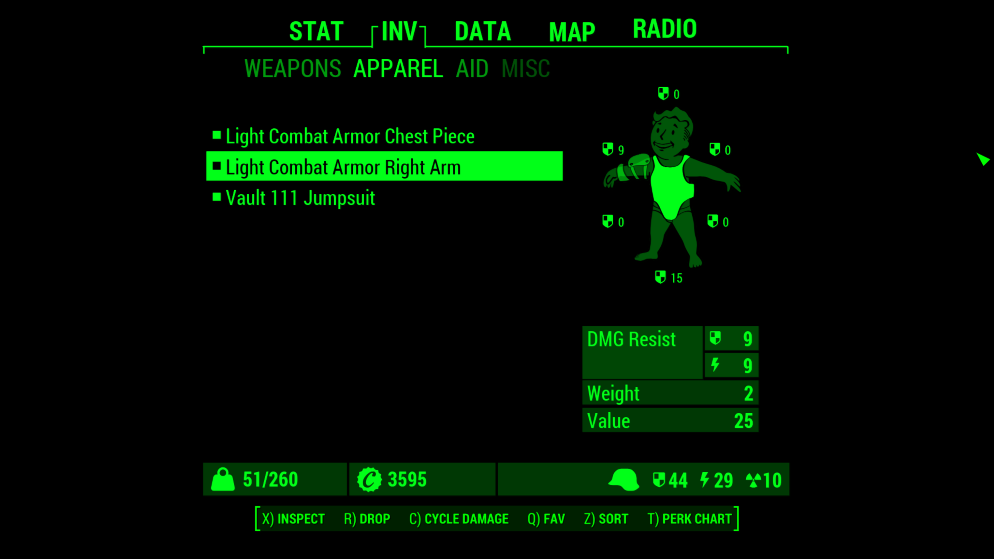 STAT INV DATA MAP RADIO
WEAPONS APPAREL AID MISC
0
Light Combat Armor Chest Piece
9 0
Light Combat Armor Right Arm
Vault 111 Jumpsuit
0 0
15
DMG Resist 9
9
Weight 2
Value 25
51/260 C 3595 44 29 10
X) INSPECT R) DROP C) CYCLE DAMAGE Q) FAV Z) SORT T) PERK CHART